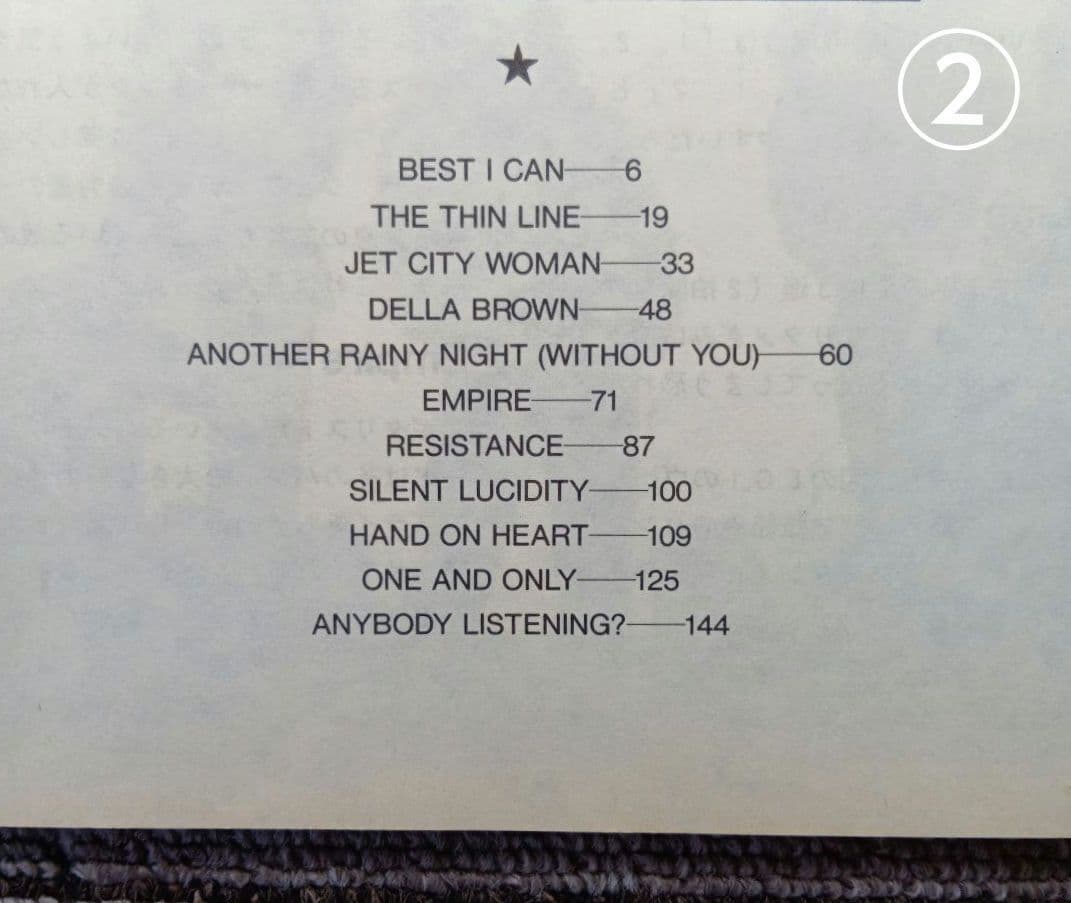 ②
★
BEST I CAN——6
THE THIN LINE——19
JET CITY WOMAN——33
DELLA BROWN——48
ANOTHER RAINY NIGHT (WITHOUT YOU)——60
EMPIRE——71
RESISTANCE——87
SILENT LUCIDITY——100
HAND ON HEART——109
ONE AND ONLY——125
ANYBODY LISTENING?——144